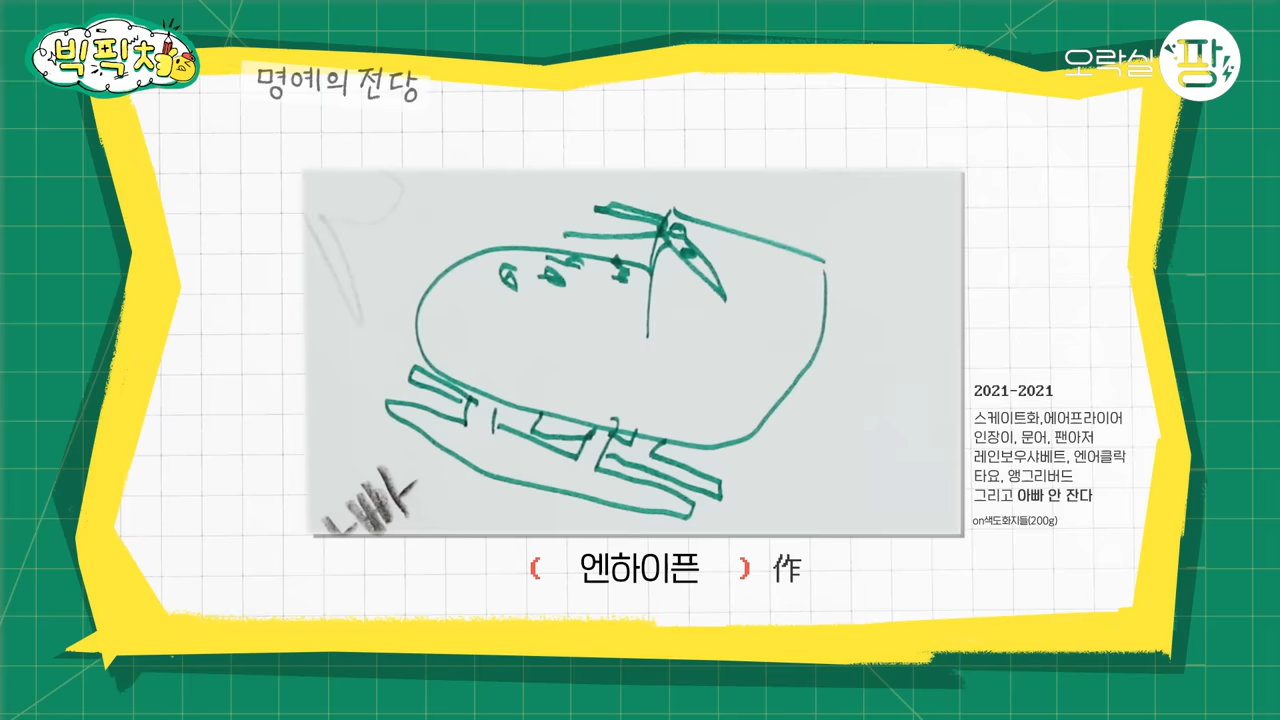 빅픽처
명예의 전당
오락실 팡
2021-2021
스케이트화,에어프라이어
인장이, 문어, 팬아저
레인보우샤베트, 엔어클락
타요, 앵그리버드
그리고 아빠 안 잔다
on색도화지들(200g)
( 엔하이픈 ) 作